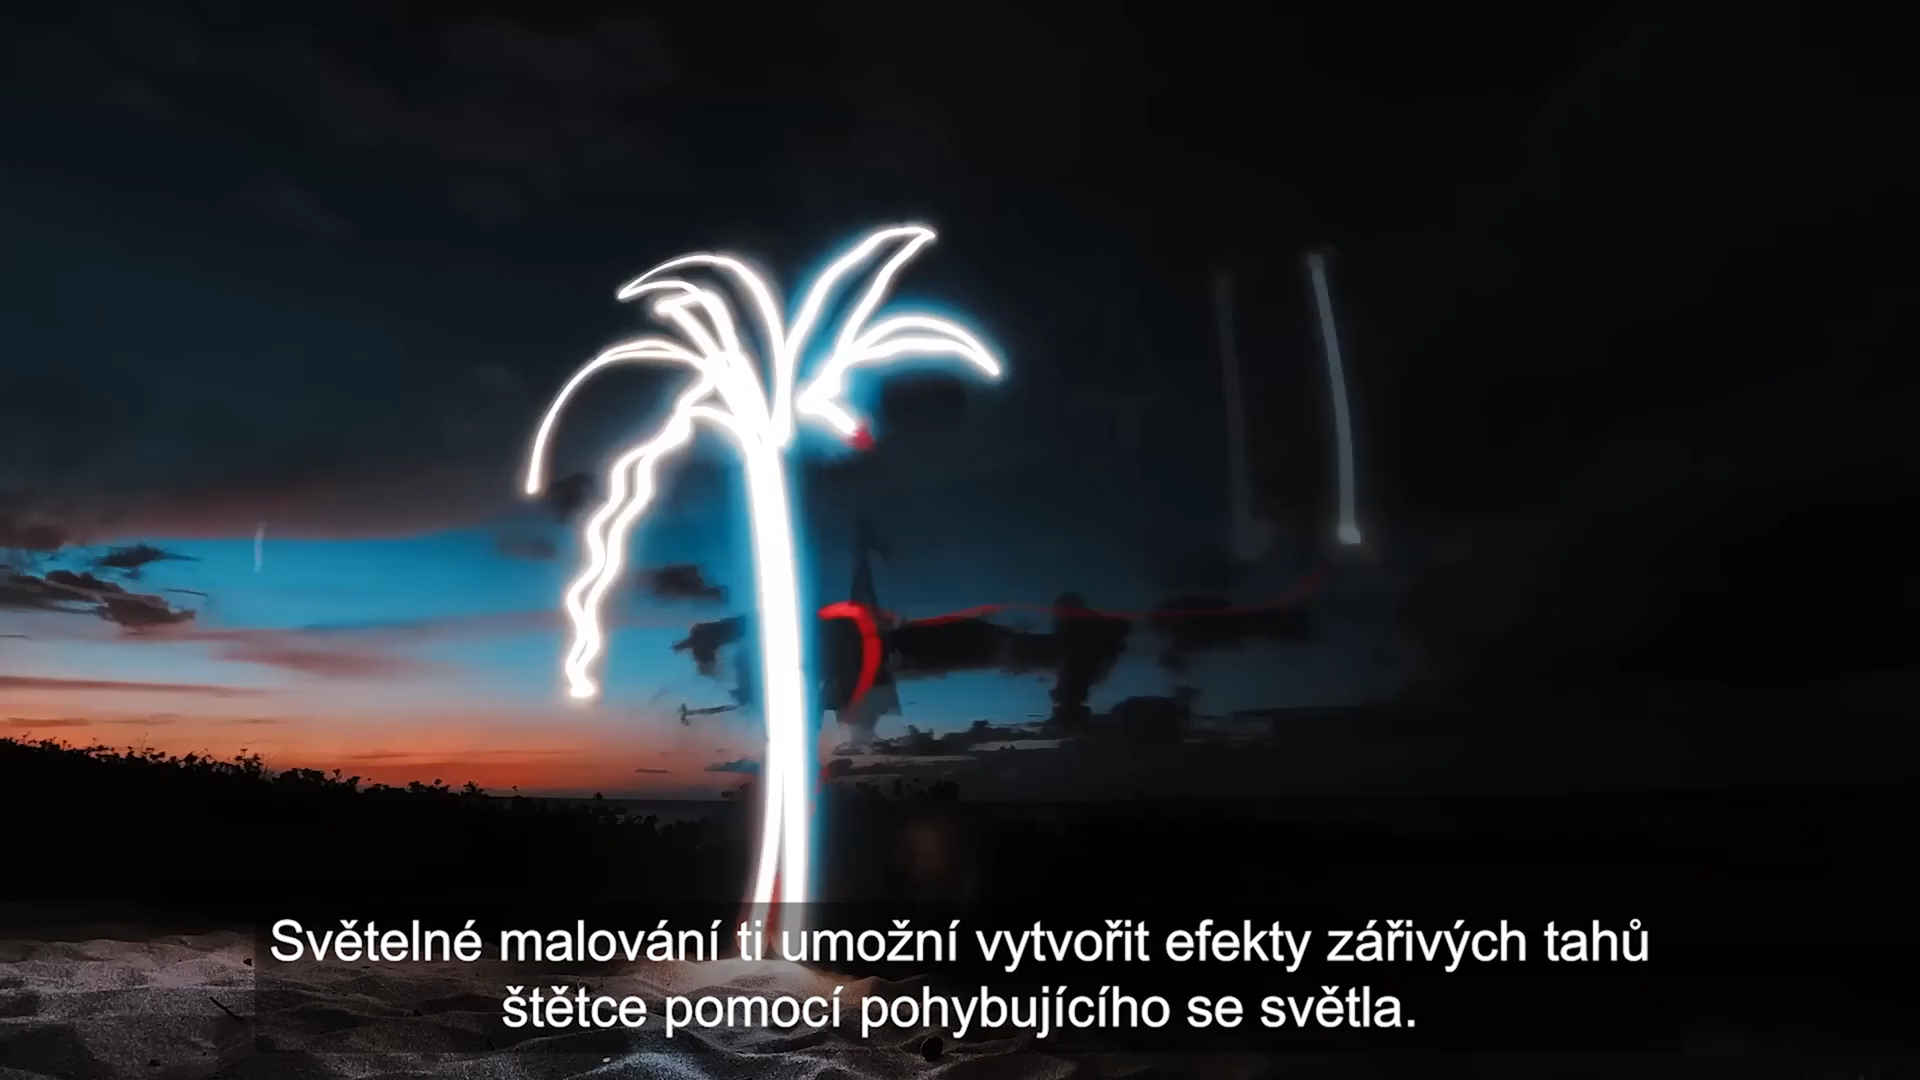 Světelné malování ti umožní vytvořit efekty zářivých tahů
štětce pomocí pohybujícího se světla.